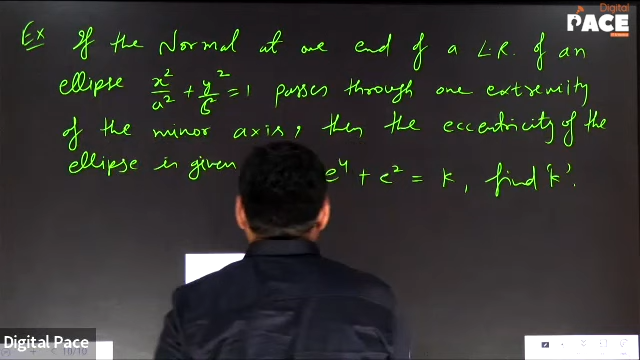 Digital
PACE
Ex If the Normal at one end of a L.R. of an
ellipse x²/a² + y²/b² = 1 passes through one extremity
of the minor axis, then the eccentricity of the
ellipse is given e⁴ + e² = k, find 'k'.
Digital Pace